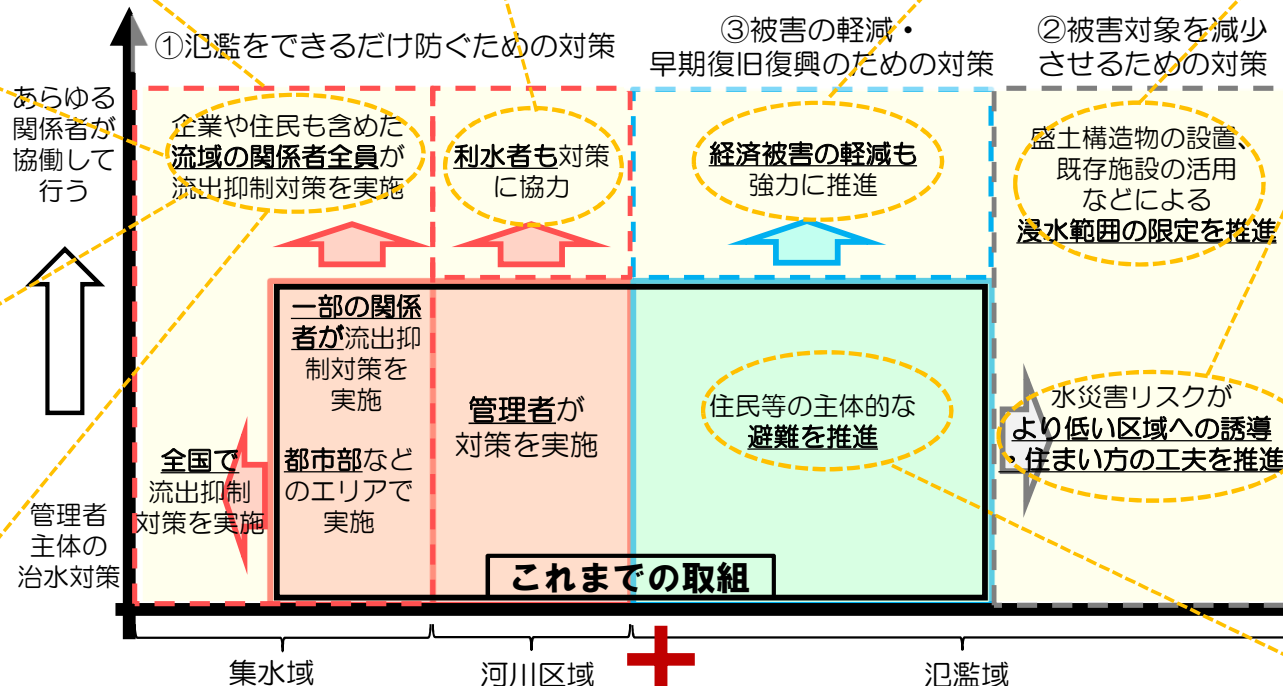 ①氾濫をできるだけ防ぐための対策
③被害の軽減・
早期復旧復興のための対策
②被害対象を減少
させるための対策
あらゆる
関係者が
協働して
行う
企業や住民も含めた
流域の関係者全員が
流出抑制対策を実施
利水者も対策
に協力
経済被害の軽減も
強力に推進
盛土構造物の設置、
既存施設の活用
などによる
浸水範囲の限定を推進
一部の関係
者が流出抑
制対策を
実施
都市部など
のエリアで
実施
全国で
流出抑制
対策を実施
管理者が
対策を実施
住民等の主体的な
避難を推進
水災害リスクが
より低い区域への誘導
・住まい方の工夫を推進
管理者
主体の
治水対策
これまでの取組
集水域
河川区域
氾濫域